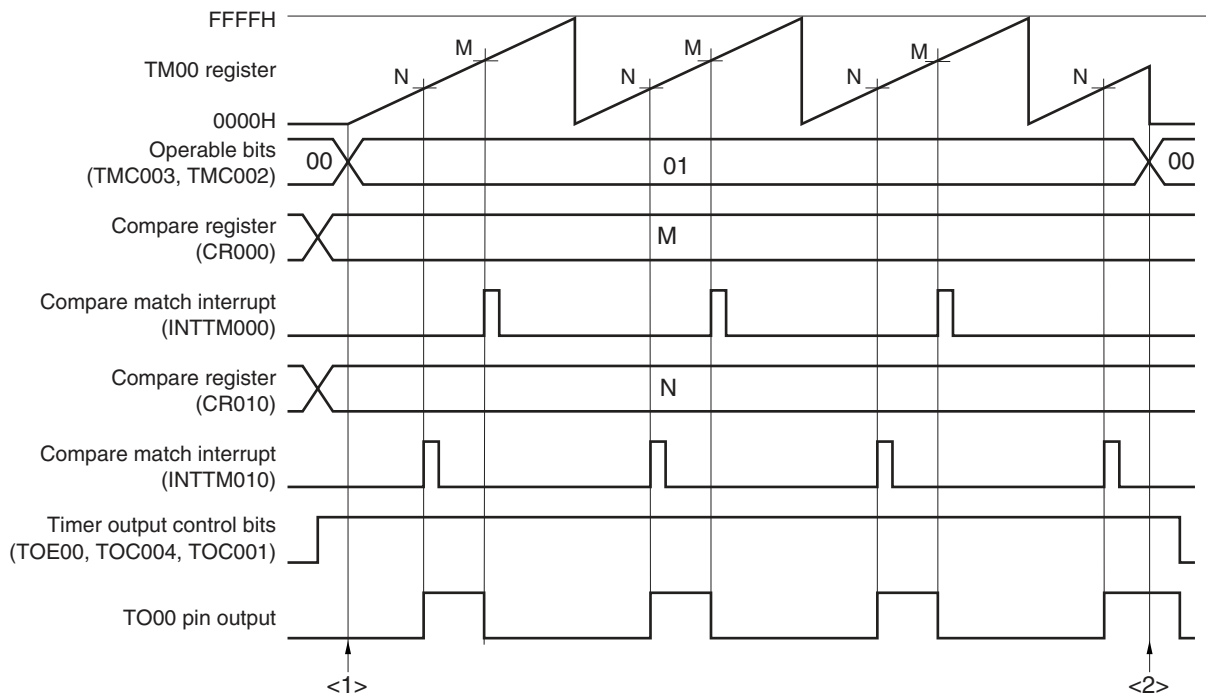 FFFFH
M M M
N N N N
TM00 register
0000H
Operable bits
(TMC003, TMC002)
00 01 00
Compare register
(CR000)
M
Compare match interrupt
(INTTM000)
Compare register
(CR010)
N
Compare match interrupt
(INTTM010)
Timer output control bits
(TOE00, TOC004, TOC001)
TO00 pin output
<1> <2>